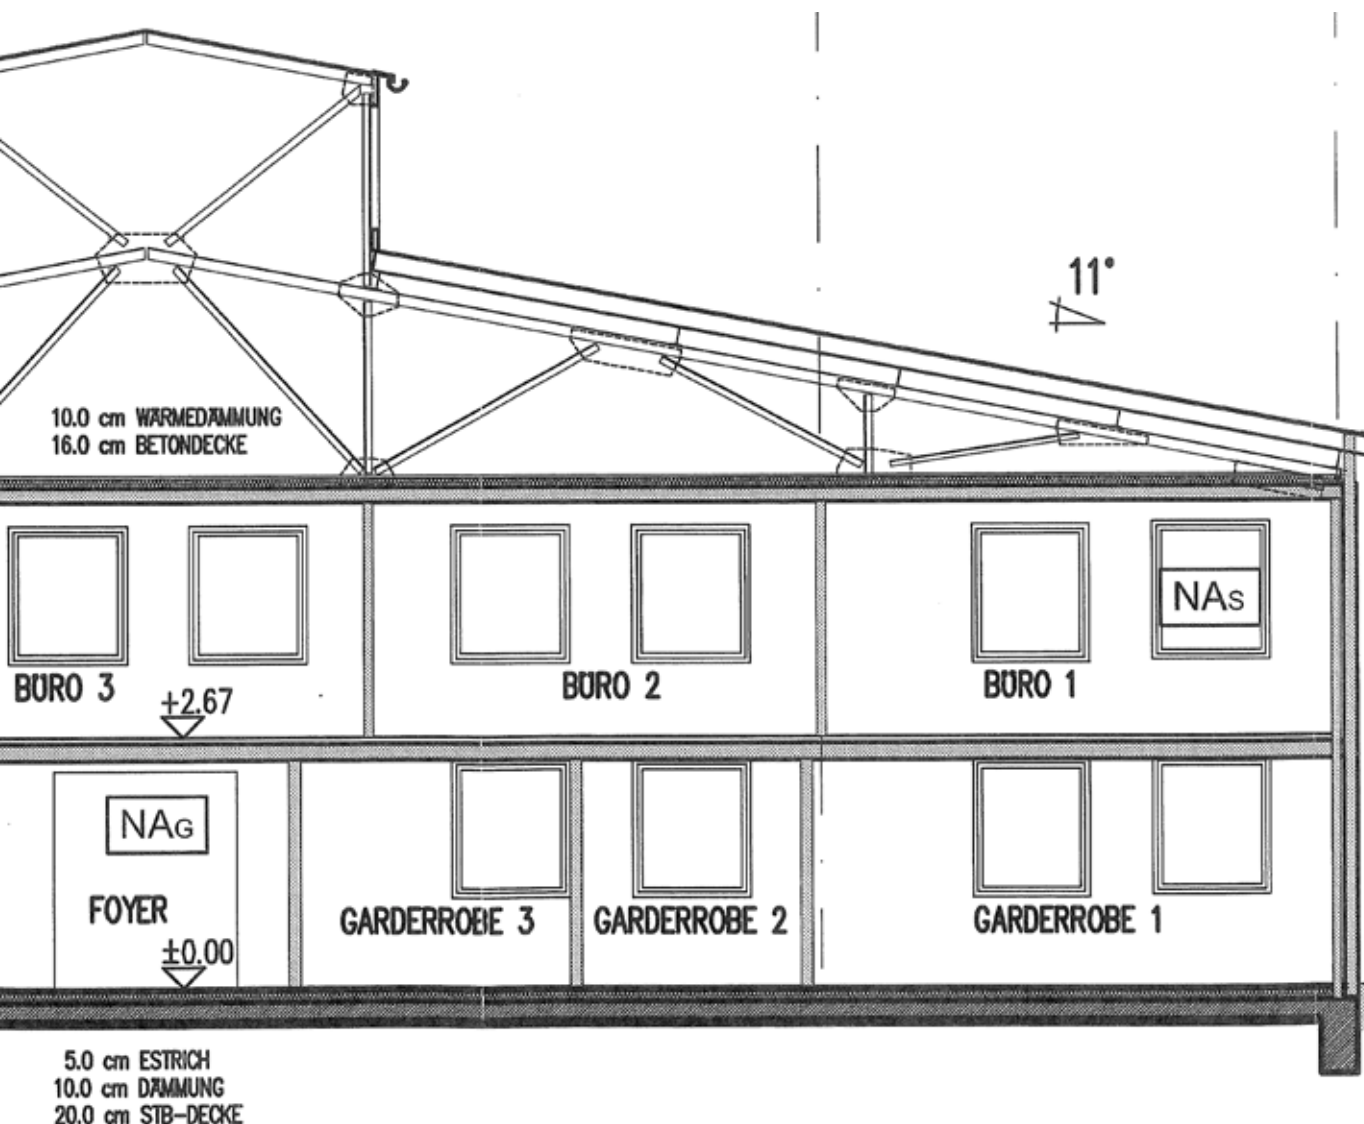 11°
10.0 cm WÄRMEDÄMMUNG
16.0 cm BETONDECKE
NAS
BÜRO 3
BÜRO 2
BÜRO 1
+2.67
NAG
FOYER
GARDERROBE 3
GARDERROBE 2
GARDERROBE 1
±0.00
5.0 cm ESTRICH
10.0 cm DÄMMUNG
20.0 cm STB-DECKE